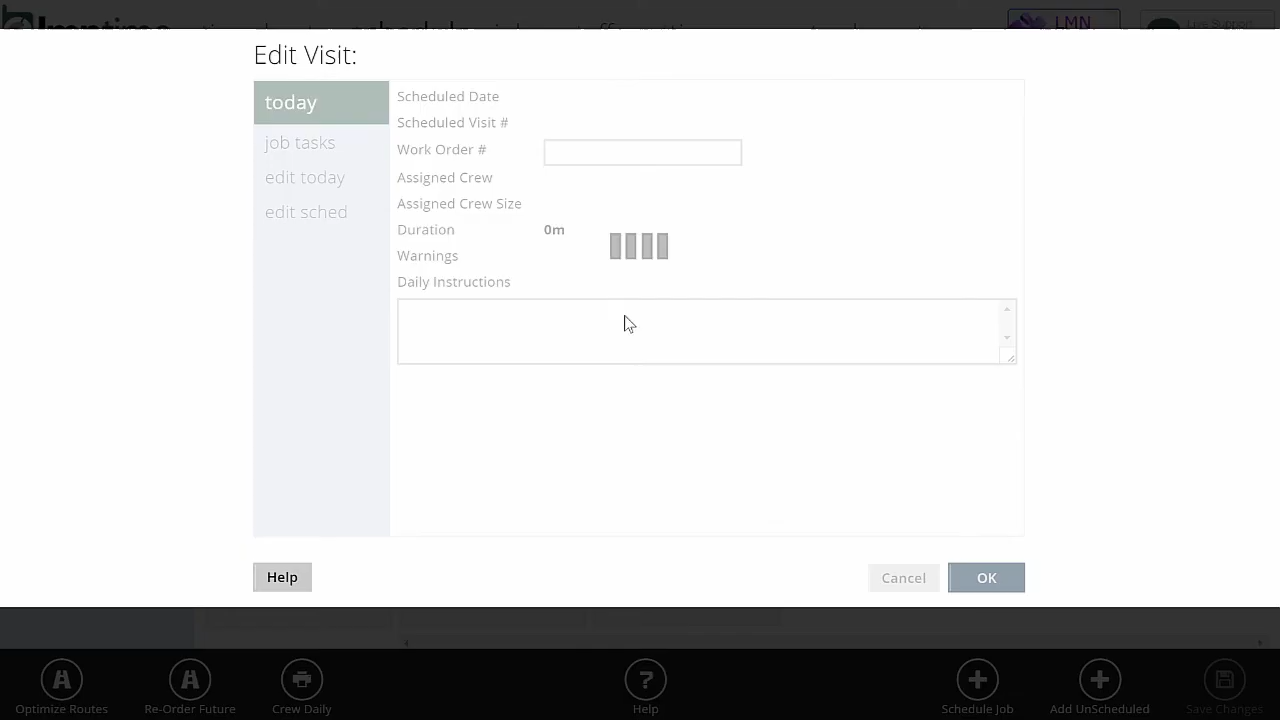 LMN
Live Support
Edit Visit:
today
job tasks
edit today
edit sched
Scheduled Date
Scheduled Visit #
Work Order #
Assigned Crew
Assigned Crew Size
Duration 0m
Warnings
Daily Instructions
Help Cancel OK
Optimize Routes Re-Order Future Crew Daily Help Schedule Job Add UnScheduled Save Changes